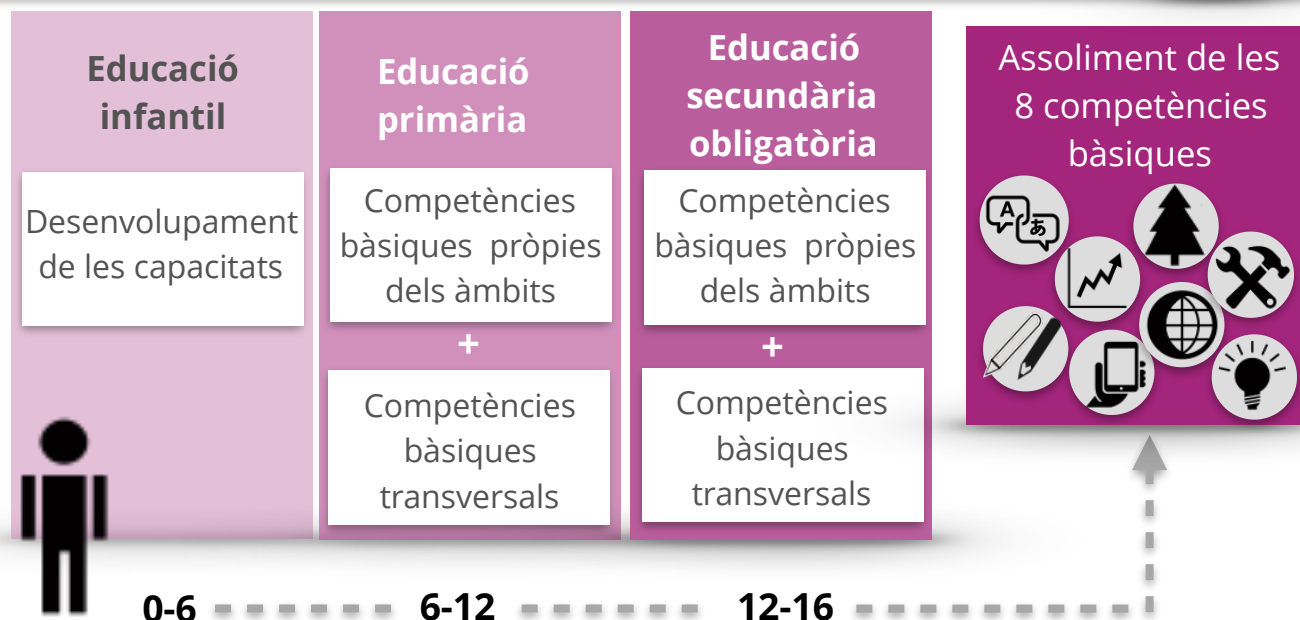 Educació
infantil
Desenvolupament
de les capacitats
Educació
primària
Competències
bàsiques pròpies
dels àmbits
+
Competències
bàsiques
transversals
Educació
secundària
obligatòria
Competències
bàsiques pròpies
dels àmbits
+
Competències
bàsiques
transversals
Assoliment de les
8 competències
bàsiques
A
あ
0-6
6-12
12-16